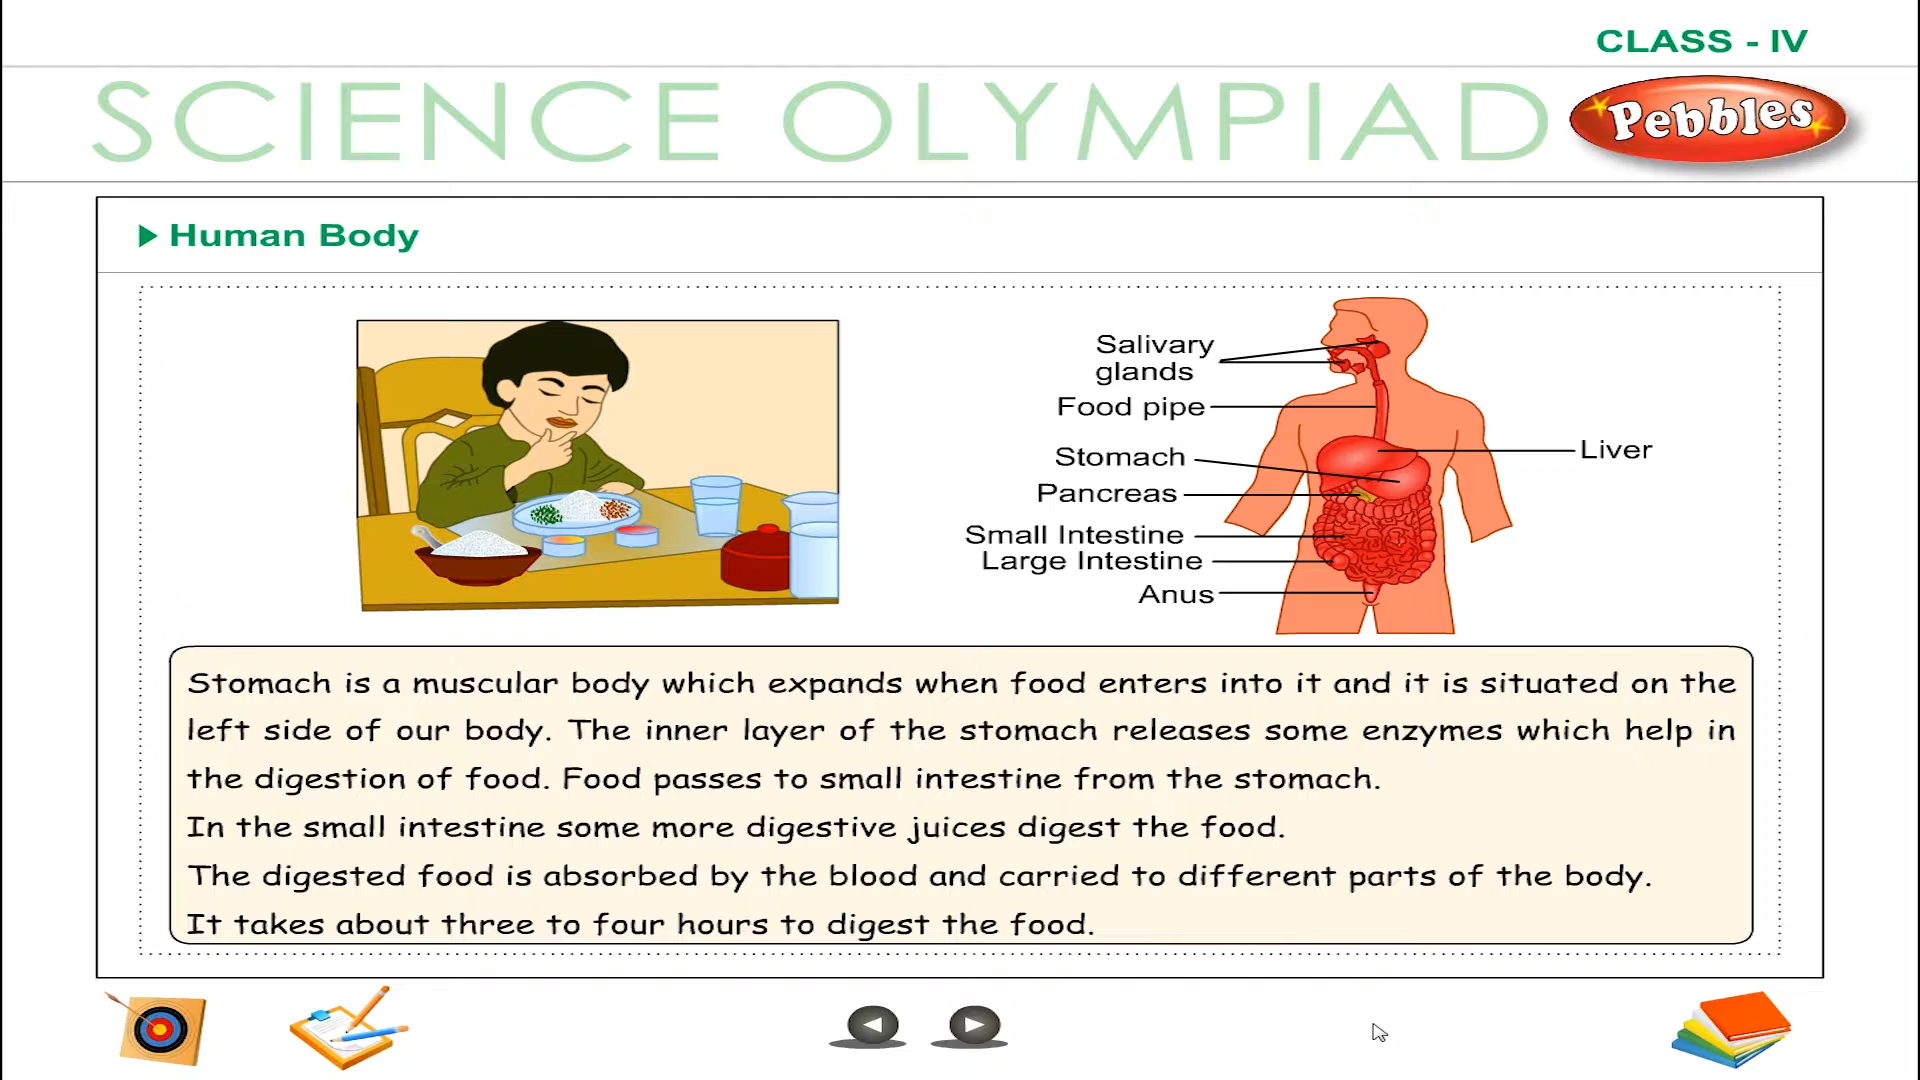 CLASS - IV
SCIENCE OLYMPIAD
Pebbles
Human Body
Salivary
glands
Food pipe
Stomach
Liver
Pancreas
Small Intestine
Large Intestine
Anus
Stomach is a muscular body which expands when food enters into it and it is situated on the
left side of our body. The inner layer of the stomach releases some enzymes which help in
the digestion of food. Food passes to small intestine from the stomach.
In the small intestine some more digestive juices digest the food.
The digested food is absorbed by the blood and carried to different parts of the body.
It takes about three to four hours to digest the food.